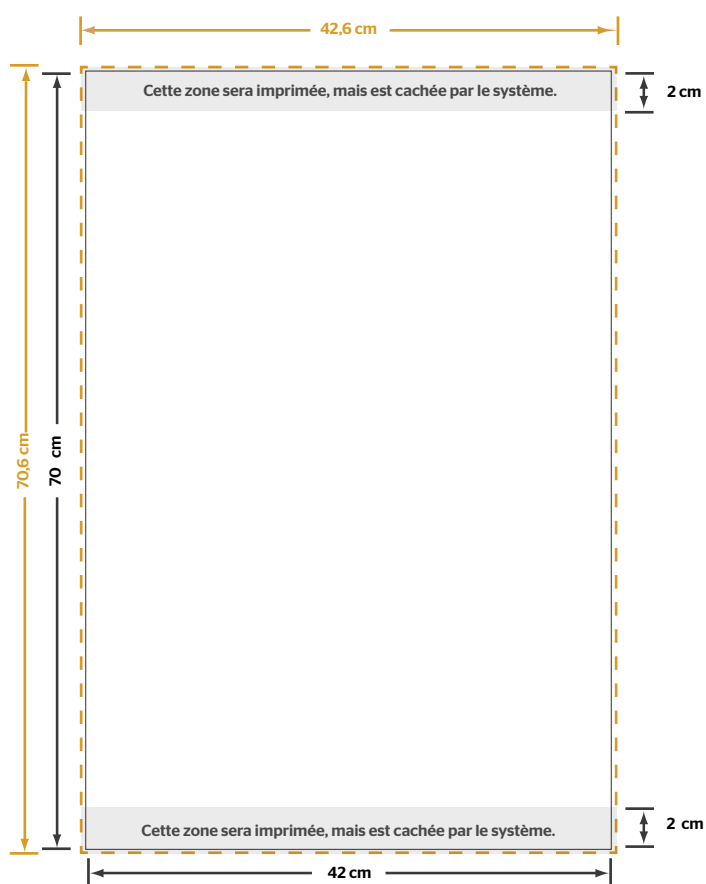 42,6 cm
Cette zone sera imprimée, mais est cachée par le système.
2 cm
70,6 cm
70 cm
Cette zone sera imprimée, mais est cachée par le système.
2 cm
42 cm